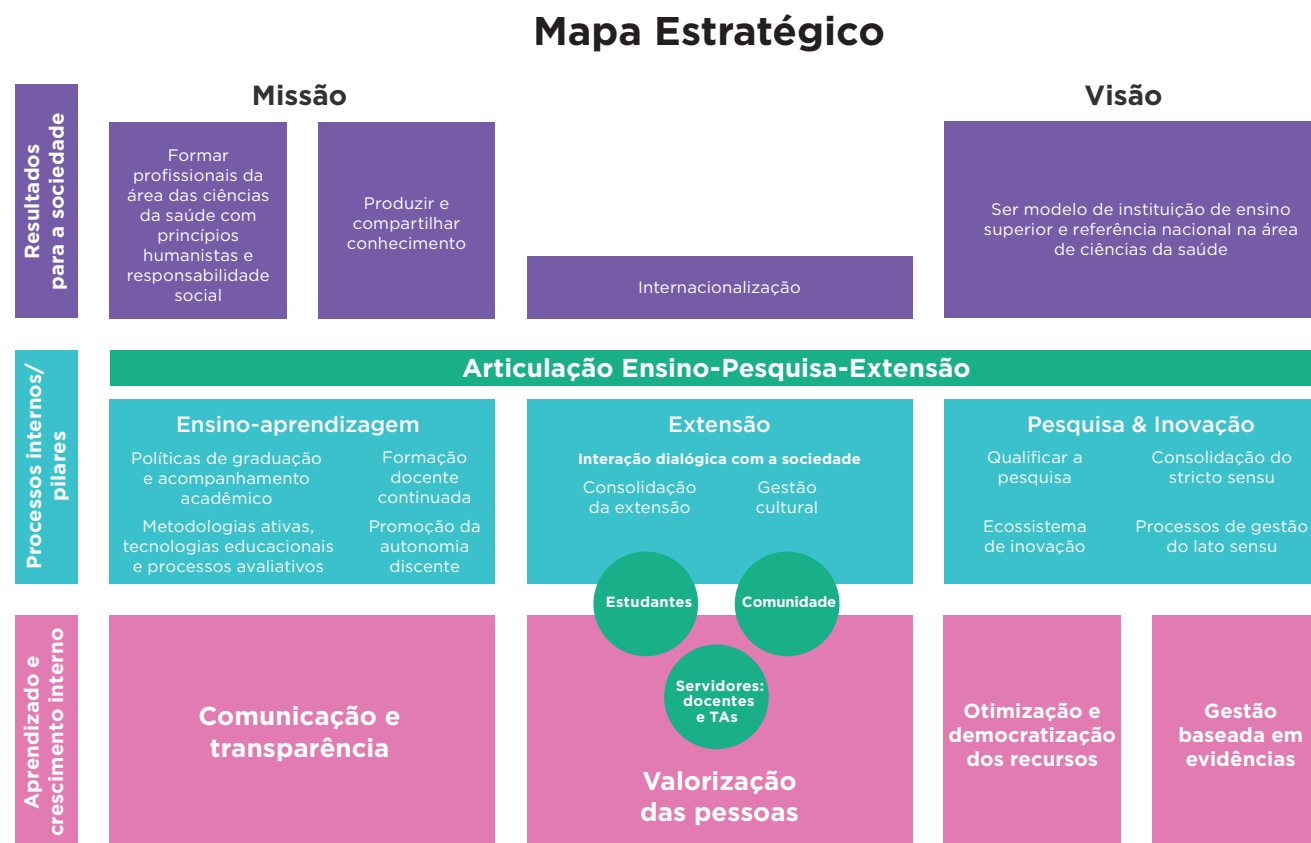 Mapa Estratégico
Resultados
para a sociedade
Missão
Visão
Formar
profissionais da
área das ciências
da saúde com
princípios
humanistas e
responsabilidade
social
Produzir e
compartilhar
conhecimento
Internacionalização
Ser modelo de instituição de ensino
superior e referência nacional na área
de ciências da saúde
Processos internos/
pilares
Articulação Ensino-Pesquisa-Extensão
Ensino-aprendizagem
Políticas de graduação
e acompanhamento
acadêmico
Formação
docente
continuada
Metodologias ativas,
tecnologias educacionais
e processos avaliativos
Promoção da
autonomia
discente
Extensão
Interação dialógica com a sociedade
Consolidação
da extensão
Gestão
cultural
Pesquisa & Inovação
Qualificar a
pesquisa
Consolidação do
stricto sensu
Ecossistema
de inovação
Processos de gestão
do lato sensu
Estudantes
Comunidade
Servidores:
docentes
e TAs
Aprendizado e
crescimento interno
Comunicação e
transparência
Valorização
das pessoas
Otimização e
democratização
dos recursos
Gestão
baseada em
evidências